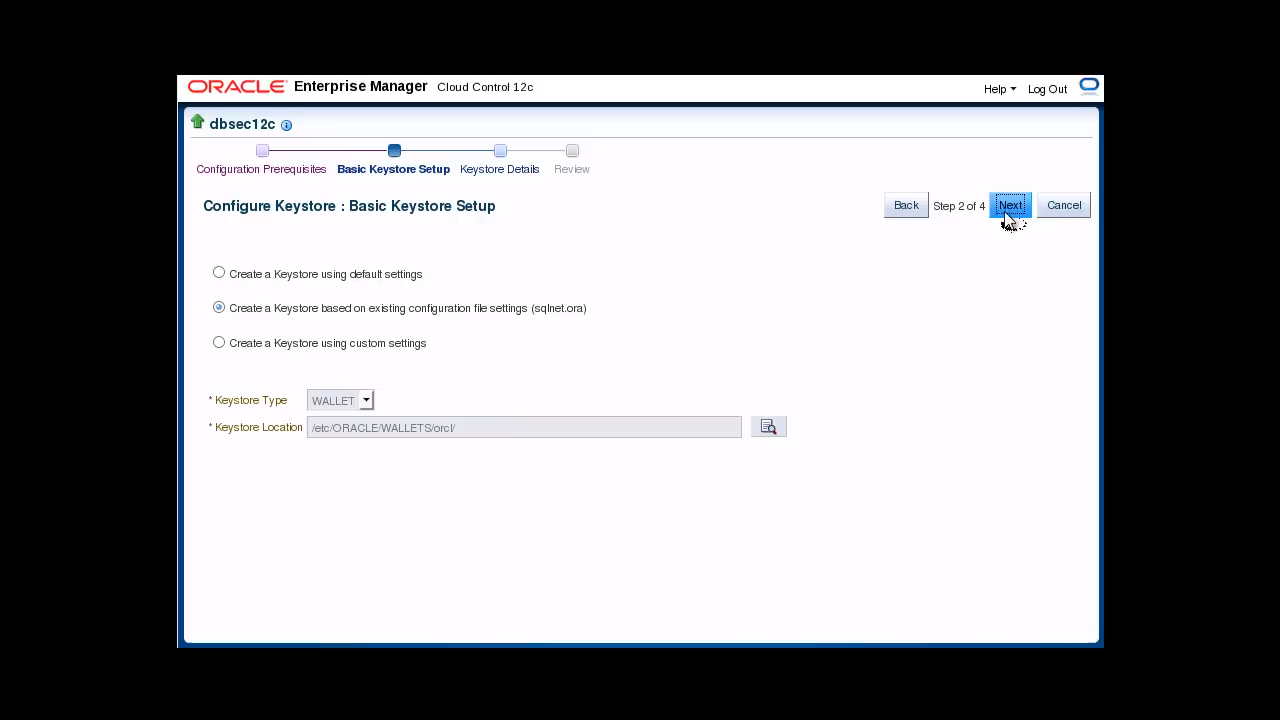 ORACLE Enterprise Manager Cloud Control 12c
Help Log Out
dbsec12c
Configuration Prerequisites Basic Keystore Setup Keystore Details Review
Configure Keystore : Basic Keystore Setup Back Step 2 of 4 Next Cancel
Create a Keystore using default settings
Create a Keystore based on existing configuration file settings (sqlnet.ora)
Create a Keystore using custom settings
* Keystore Type WALLET
* Keystore Location /etc/ORACLE/WALLETS/orcl/